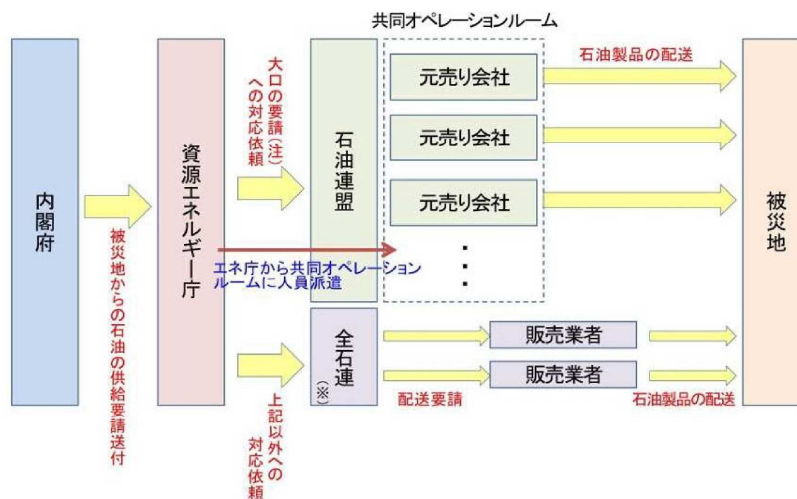 共同オペレーションルーム
内閣府
被災地からの石油の供給要請送付
資源エネルギー庁
大口の要請(注)
への対応依頼
石油連盟
元売り会社
元売り会社
元売り会社
・
・
・
石油製品の配送
被災地
エネ庁から共同オペレーション
ルームに人員派遣
上記以外への
対応依頼
全石連
(※)
配送要請
販売業者
販売業者
石油製品の配送